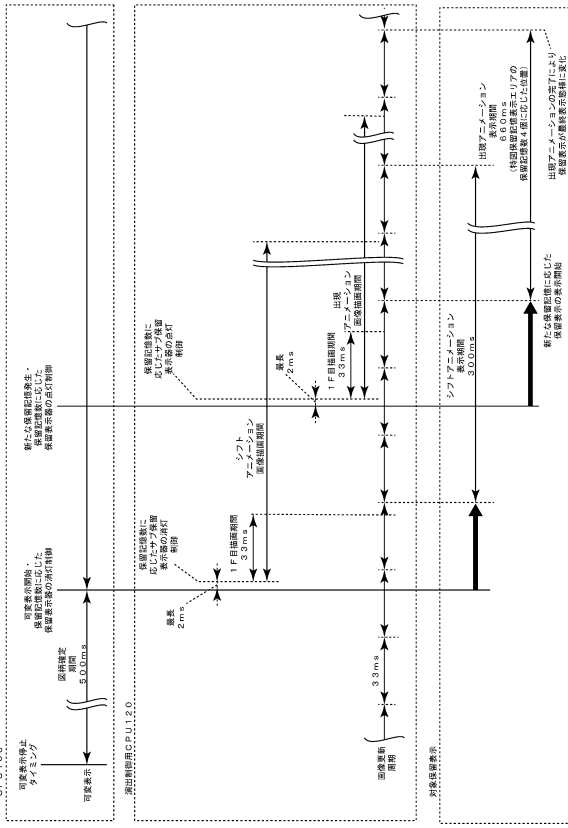 可変表示停止
タイミング
可変表示
図柄確定
期間
500ms
可変表示開始・
保留記憶数に応じた
保留表示器の消灯制御
新たな保留記憶発生・
保留記憶数に応じた
保留表示器の点灯制御
演出制御用CPU120
最長
2ms
保留記憶数に
応じたサブ保留
表示器の消灯
制御
1F目描画期間
33ms
シフト
アニメーション
画像描画期間
保留記憶数に
応じたサブ保留
表示器の点灯
制御
最長
2ms
1F目描画期間
33ms
出現
アニメーション
画像描画期間
画像更新
周期
33ms
対象保留表示
シフトアニメーション
表示期間
300ms
出現アニメーション
表示期間
660ms
(特図保留記憶表示エリアの
保留記憶数4個に応じた位置)
新たな保留記憶に応じた
保留表示の表示開始
出現アニメーションの完了により
保留表示が最終表示態様に変化